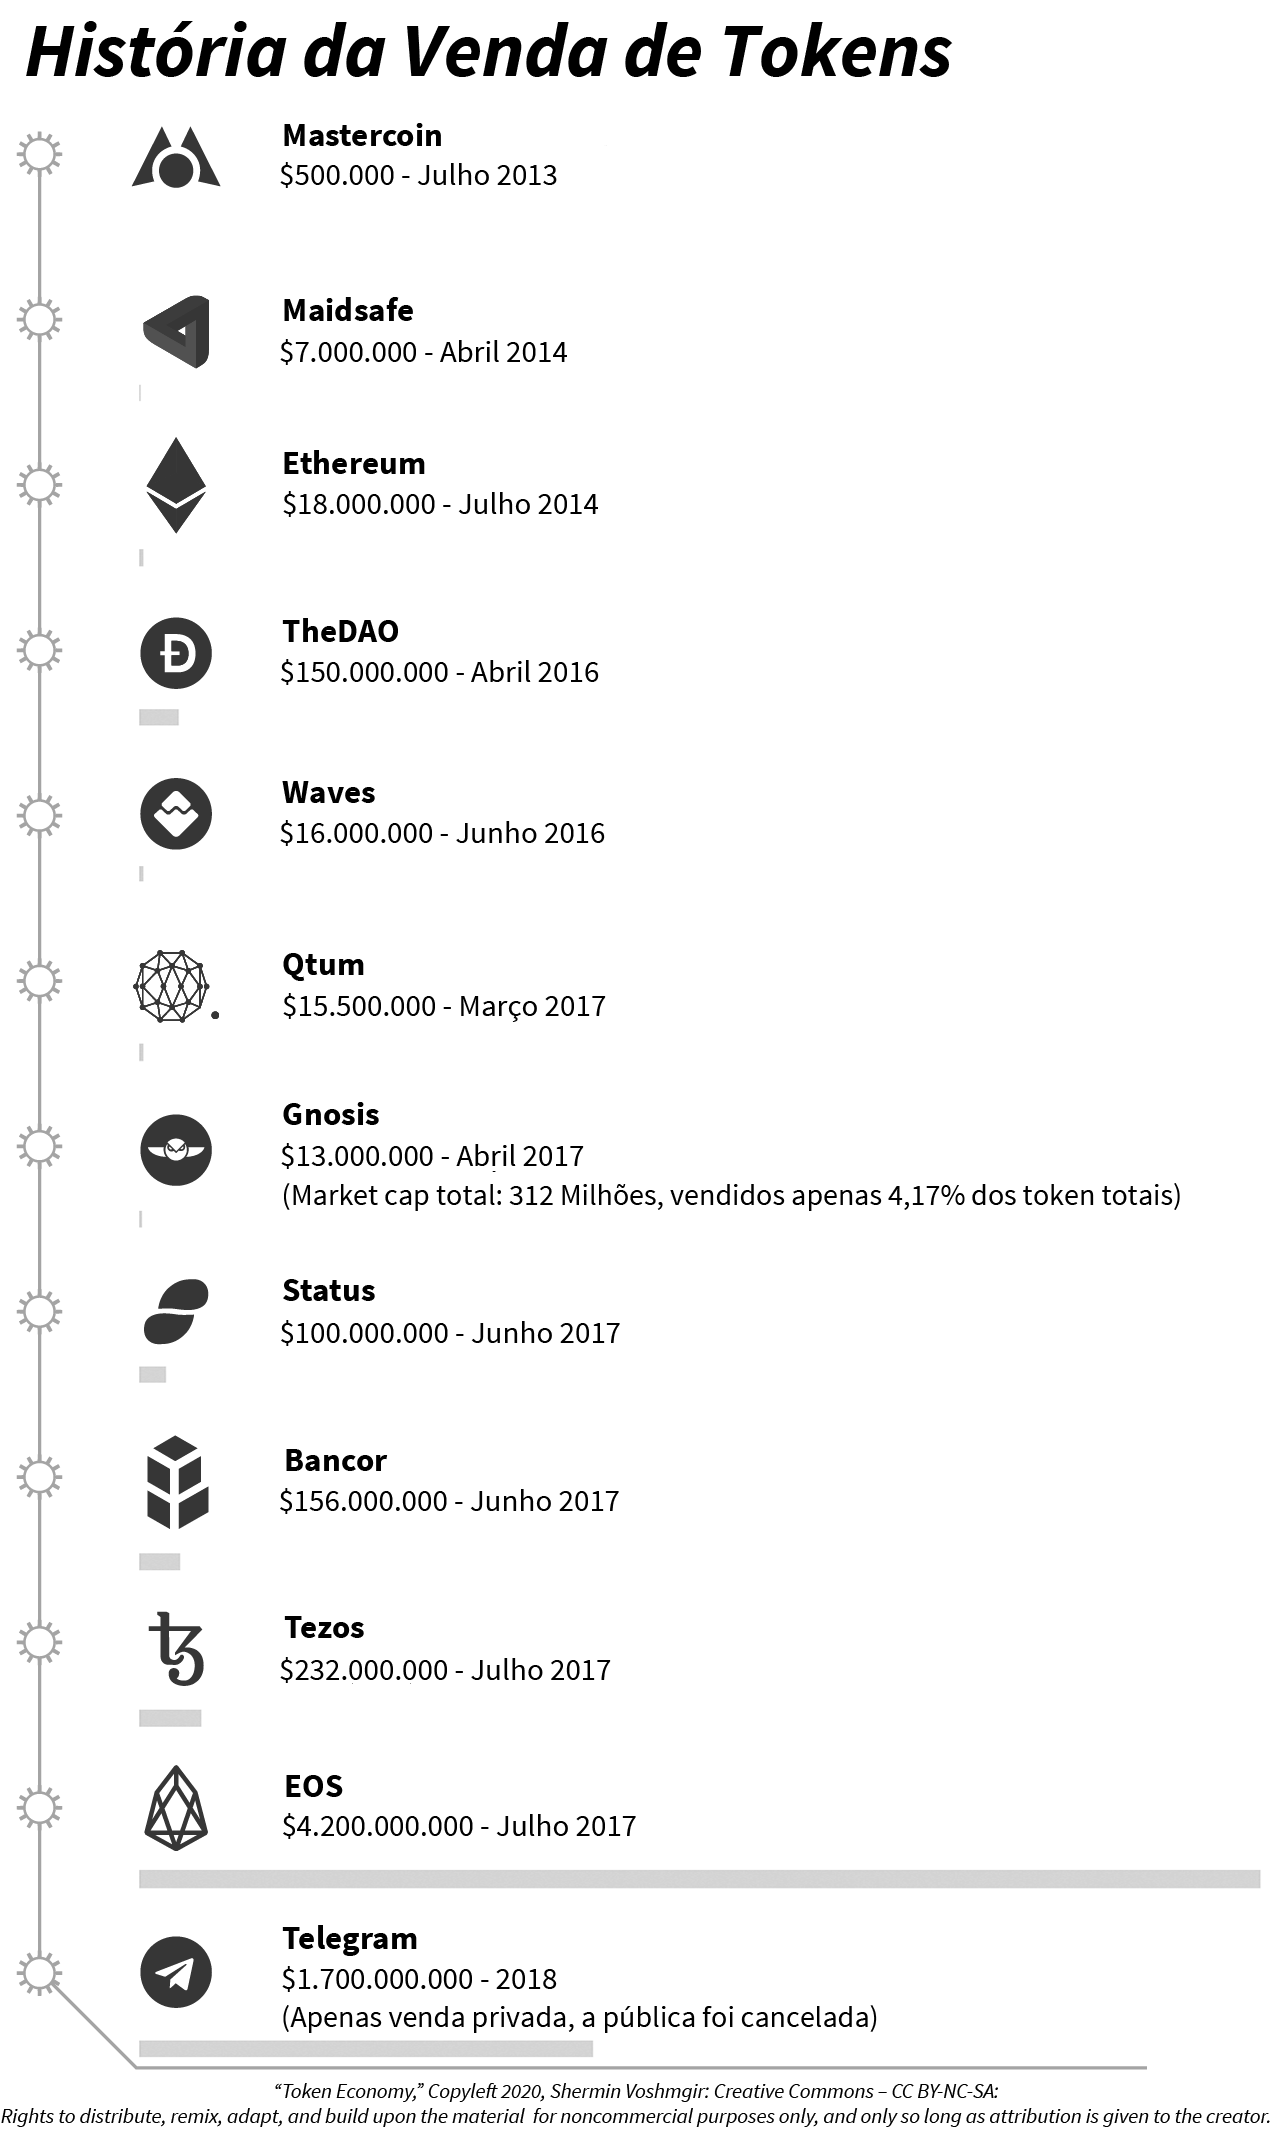 História da Venda de Tokens
Mastercoin
$500.000 - Julho 2013
Maidsafe
$7.000.000 - Abril 2014
Ethereum
$18.000.000 - Julho 2014
TheDAO
$150.000.000 - Abril 2016
Waves
$16.000.000 - Junho 2016
Qtum
$15.500.000 - Março 2017
Gnosis
$13.000.000 - Abril 2017
(Market cap total: 312 Milhões, vendidos apenas 4,17% dos token totais)
Status
$100.000.000 - Junho 2017
Bancor
$156.000.000 - Junho 2017
Tezos
$232.000.000 - Julho 2017
EOS
$4.200.000.000 - Julho 2017
Telegram
$1.700.000.000 - 2018
(Apenas venda privada, a pública foi cancelada)
“Token Economy,” Copyleft 2020, Shermin Voshmgir: Creative Commons – CC BY-NC-SA:
Rights to distribute, remix, adapt, and build upon the material for noncommercial purposes only, and only so long as attribution is given to the creator.